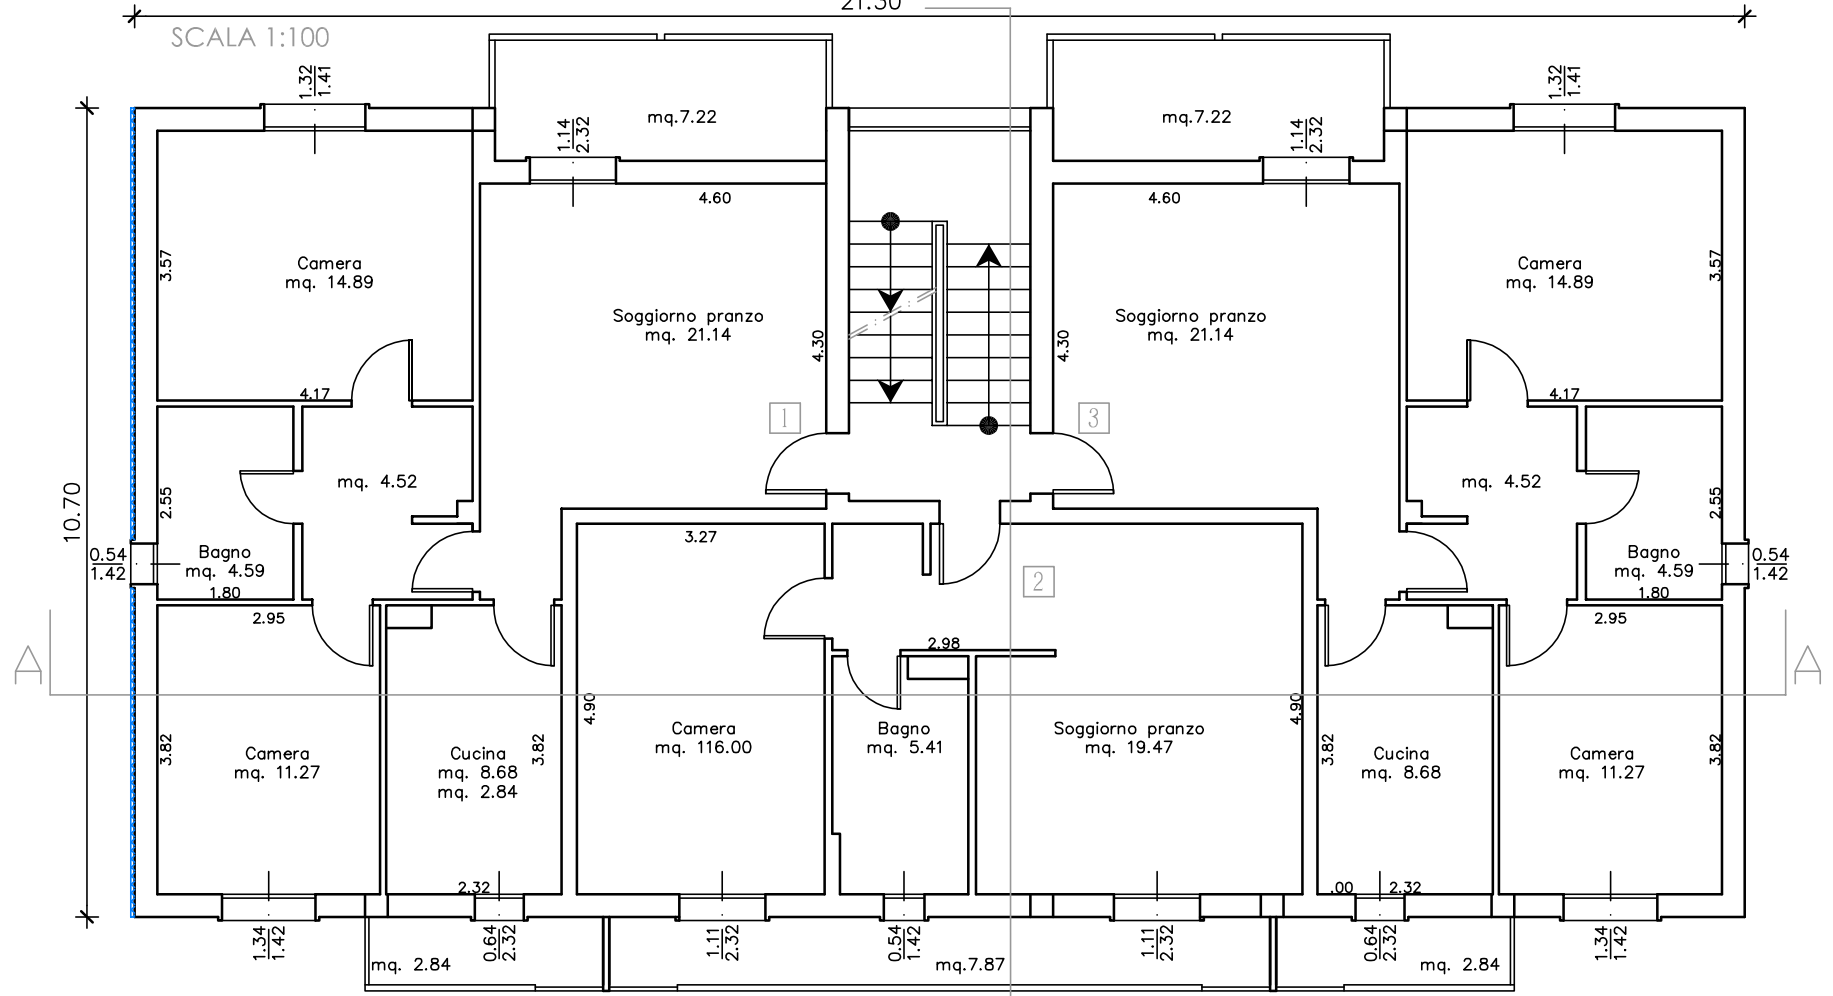 21.30
SCALA 1:100
1.32
1.41
1.32
1.41
mq.7.22
mq.7.22
1.14
2.32
1.14
2.32
4.60
4.60
3.57
Camera
mq. 14.89
Camera
mq. 14.89
3.57
Soggiorno pranzo
mq. 21.14
4.30
4.30
Soggiorno pranzo
mq. 21.14
4.17
4.17
1
3
mq. 4.52
mq. 4.52
10.70
2.55
2.55
3.27
0.54
1.42
Bagno
mq. 4.59
1.80
2
Bagno
mq. 4.59
1.80
0.54
1.42
2.95
2.95
2.98
A
A
4.90
4.90
3.82
Camera
mq. 11.27
Cucina
mq. 8.68
mq. 2.84
3.82
Camera
mq. 116.00
Bagno
mq. 5.41
Soggiorno pranzo
mq. 19.47
3.82
Cucina
mq. 8.68
Camera
mq. 11.27
3.82
2.32
.00
2.32
1.34
1.42
0.64
2.32
1.11
2.32
0.54
1.42
1.11
2.32
0.64
2.32
1.34
1.42
mq. 2.84
mq.7.87
mq. 2.84